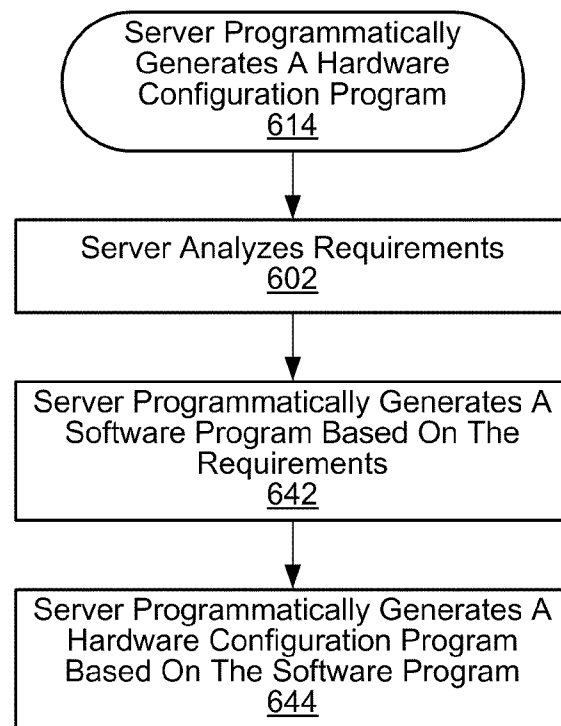 Server Programmatically
Generates A Hardware
Configuration Program
614
Server Analyzes Requirements
602
Server Programmatically Generates A
Software Program Based On The
Requirements
642
Server Programmatically Generates A
Hardware Configuration Program
Based On The Software Program
644